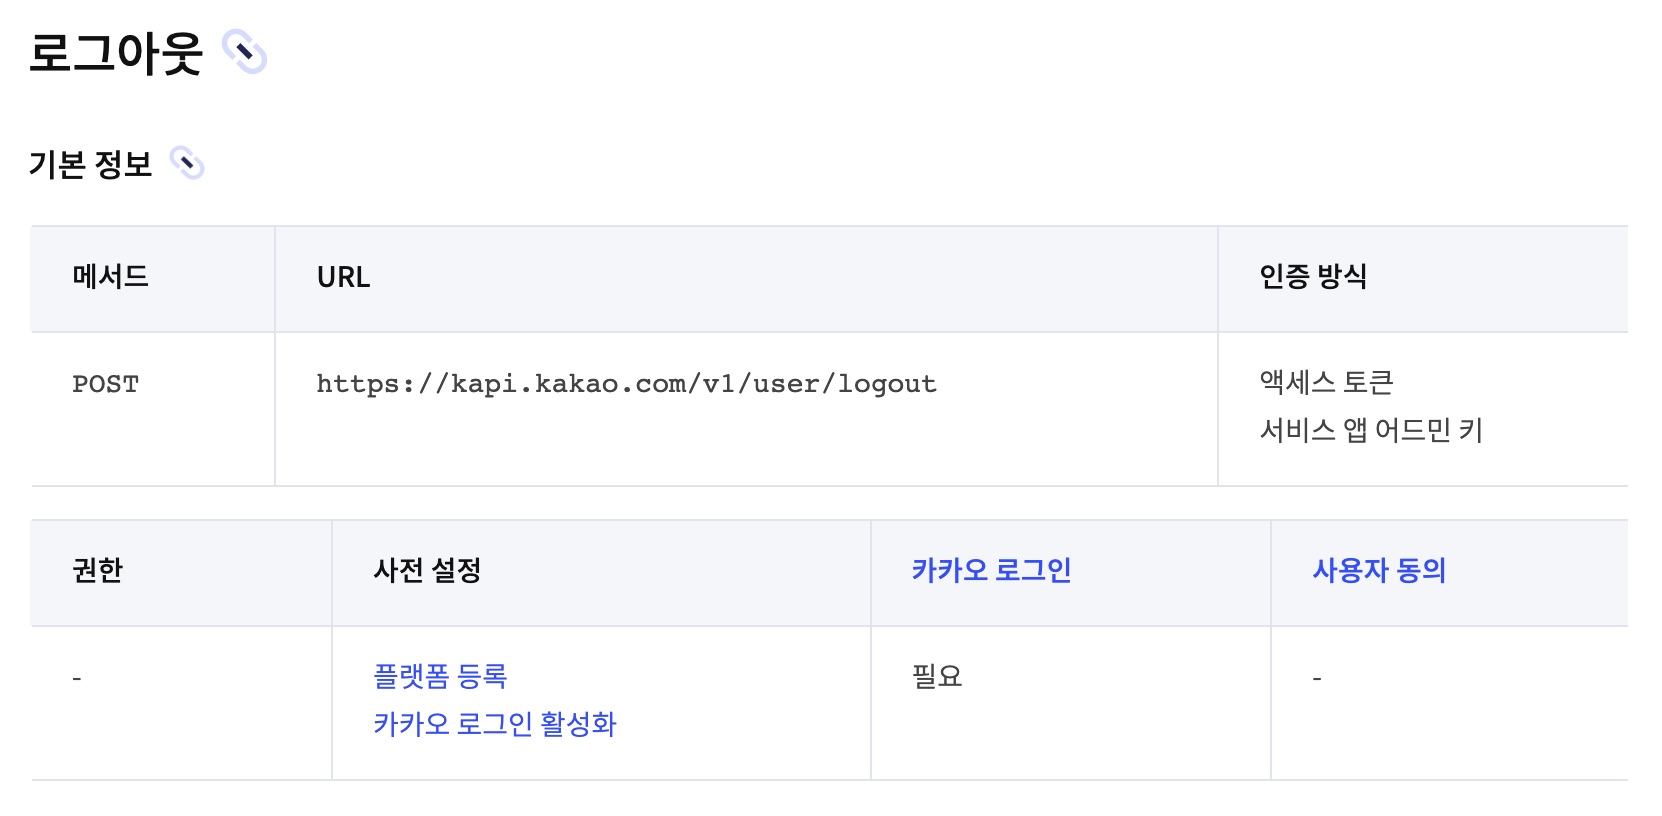 로그아웃
기본 정보
메서드 URL 인증 방식
POST https://kapi.kakao.com/v1/user/logout 액세스 토큰
서비스 앱 어드민 키
권한 사전 설정 카카오 로그인 사용자 동의
- 플랫폼 등록 필요 -
카카오 로그인 활성화